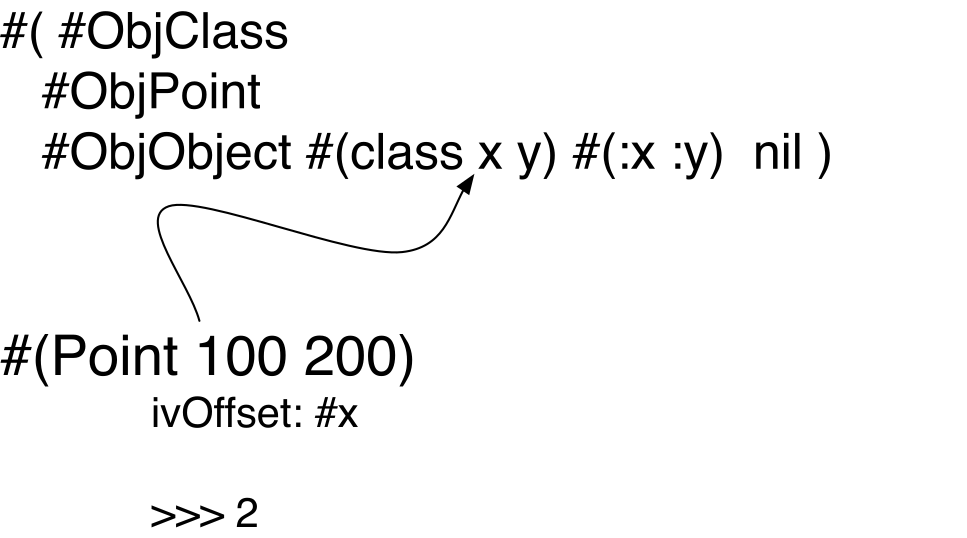 #( #ObjClass
#ObjPoint
#ObjObject #(class x y) #(:x :y) nil )
#(Point 100 200)
ivOffset: #x
>>> 2